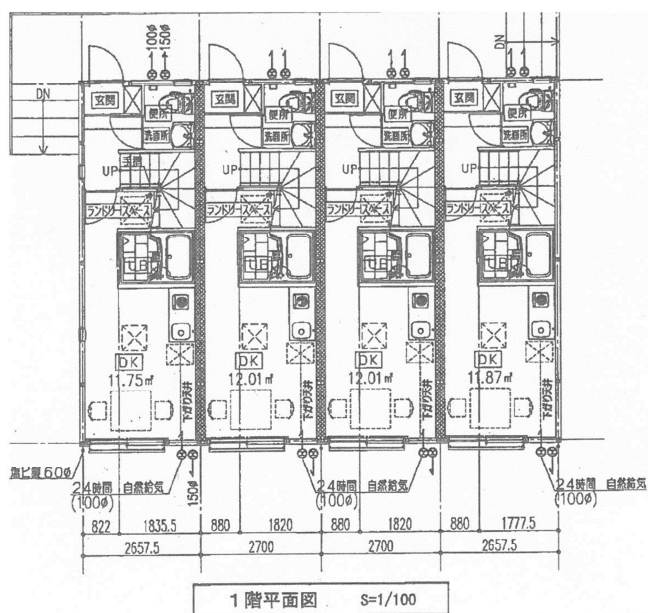 100φ
150φ
DN
DN
玄関
便所
玄関
便所
玄関
便所
玄関
便所
洗面所
洗面所
洗面所
洗面所
UP
手摺
UP
UP
UP
ランドリースペース
ランドリースペース
ランドリースペース
ランドリースペース
UB
UB
UB
UB
DK
DK
DK
DK
11.75㎡
12.01㎡
12.01㎡
11.87㎡
下がり天井
下がり天井
下がり天井
下がり天井
塩ビ製60φ
24時間 自然給気
(100φ)
150φ
24時間 自然給気
(100φ)
24時間 自然給気
(100φ)
822 1835.5 880 1820 880 1820 880 1777.5
2657.5 2700 2700 2657.5
1階平面図 S=1/100